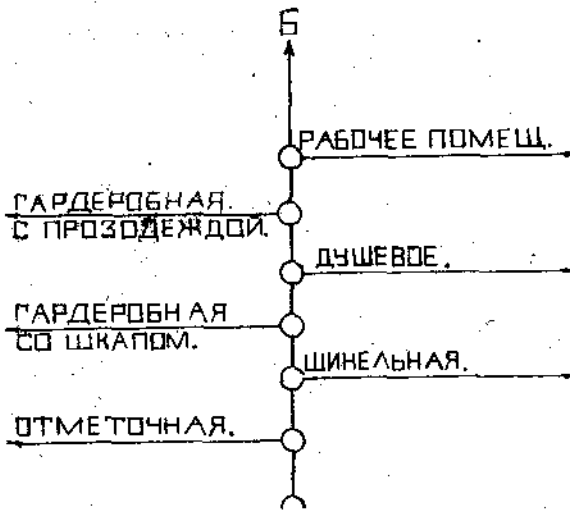 Б
РАБОЧЕЕ ПОМЕЩ.
ГАРДЕРОБНАЯ.
С ПРОЗОДЕЖДОЙ.
ДУШЕВОЕ.
ГАРДЕРОБНАЯ
СО ШКАПОМ.
ШИНЕЛЬНАЯ.
ОТМЕТОЧНАЯ.